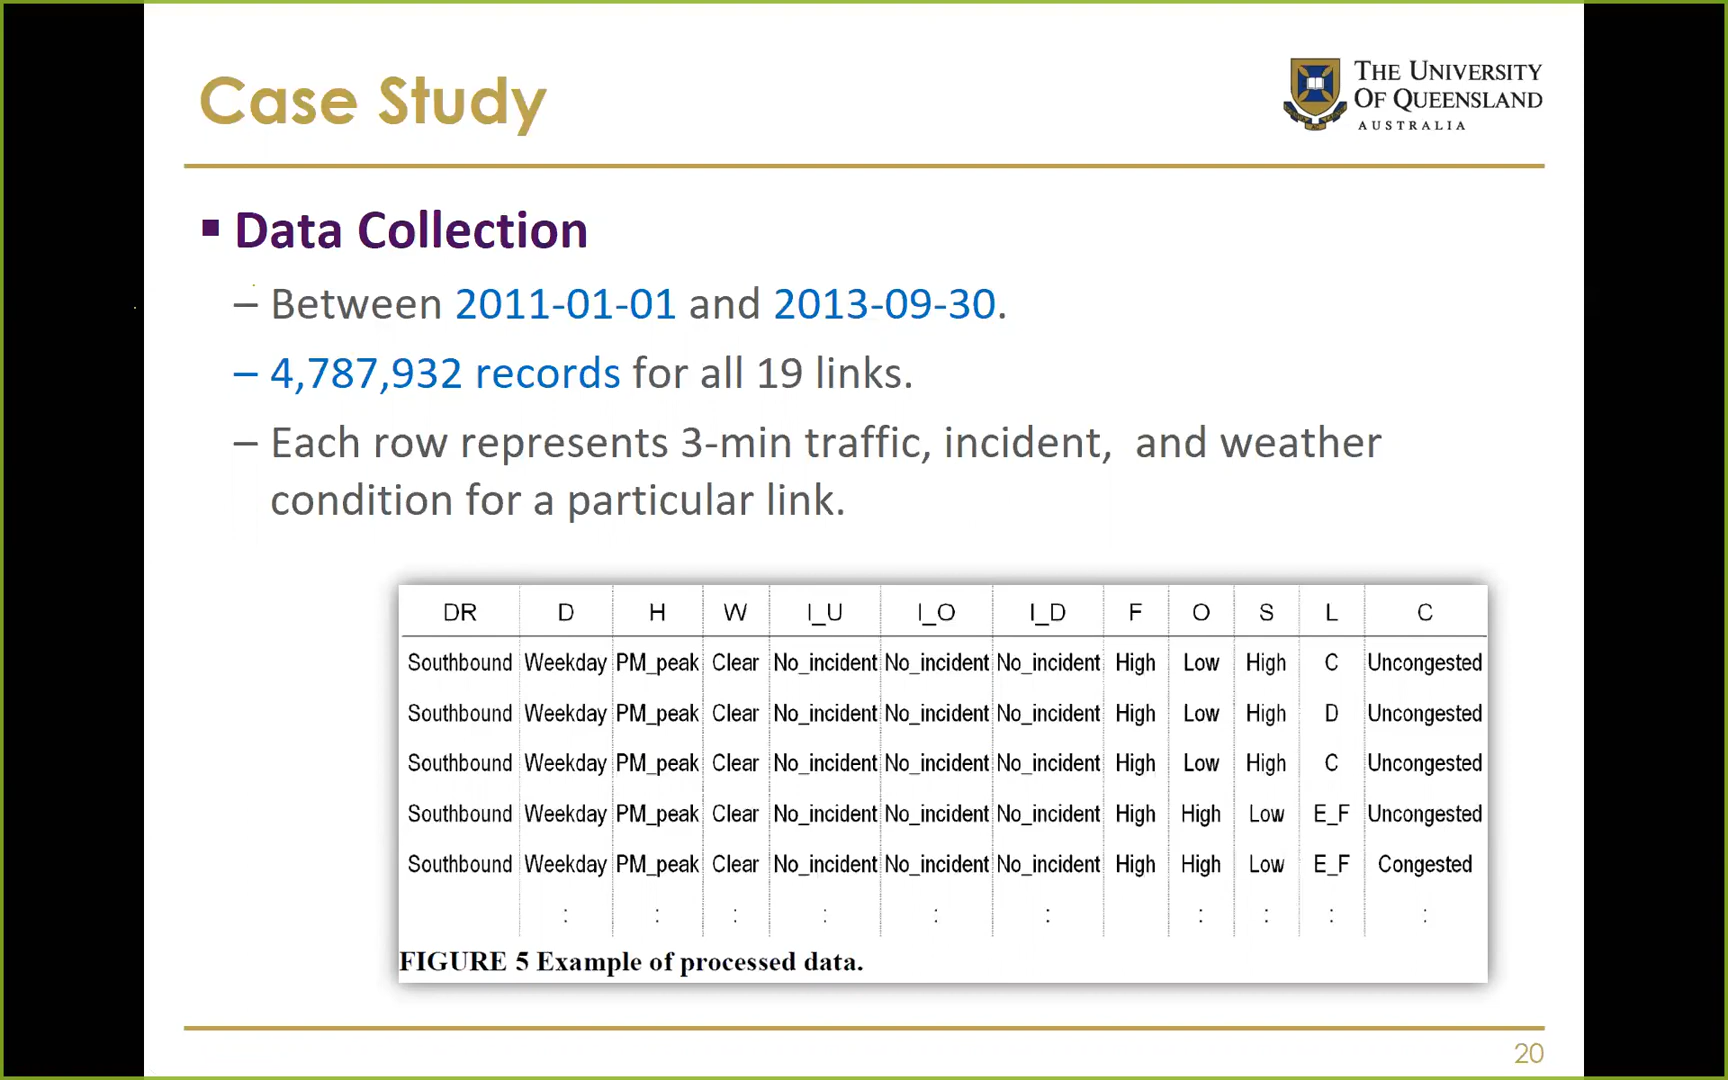 Case Study
THE UNIVERSITY
OF QUEENSLAND
AUSTRALIA
▪ Data Collection
– Between 2011-01-01 and 2013-09-30.
– 4,787,932 records for all 19 links.
– Each row represents 3-min traffic, incident, and weather
condition for a particular link.
DR D H W I_U I_O I_D F O S L C
Southbound Weekday PM_peak Clear No_incident No_incident No_incident High Low High C Uncongested
Southbound Weekday PM_peak Clear No_incident No_incident No_incident High Low High D Uncongested
Southbound Weekday PM_peak Clear No_incident No_incident No_incident High Low High C Uncongested
Southbound Weekday PM_peak Clear No_incident No_incident No_incident High High Low E_F Uncongested
Southbound Weekday PM_peak Clear No_incident No_incident No_incident High High Low E_F Congested
: : : : : : : : : :
FIGURE 5 Example of processed data.
20